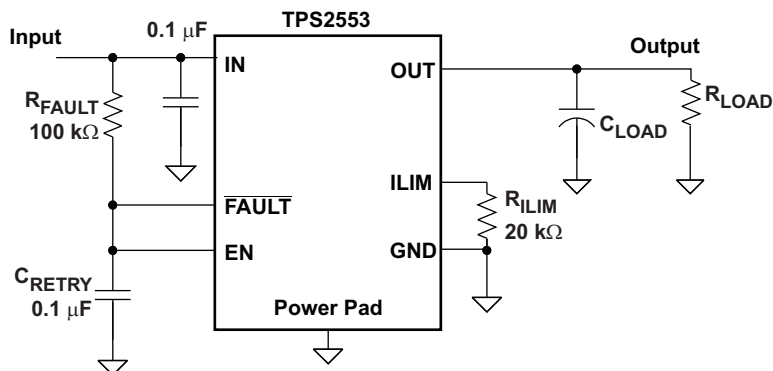 TPS2553
Input
0.1 μF
IN
OUT
Output
R_FAULT
100 kΩ
R_LOAD
C_LOAD
ILIM
FAULT
R_ILIM
20 kΩ
EN
GND
C_RETRY
0.1 μF
Power Pad